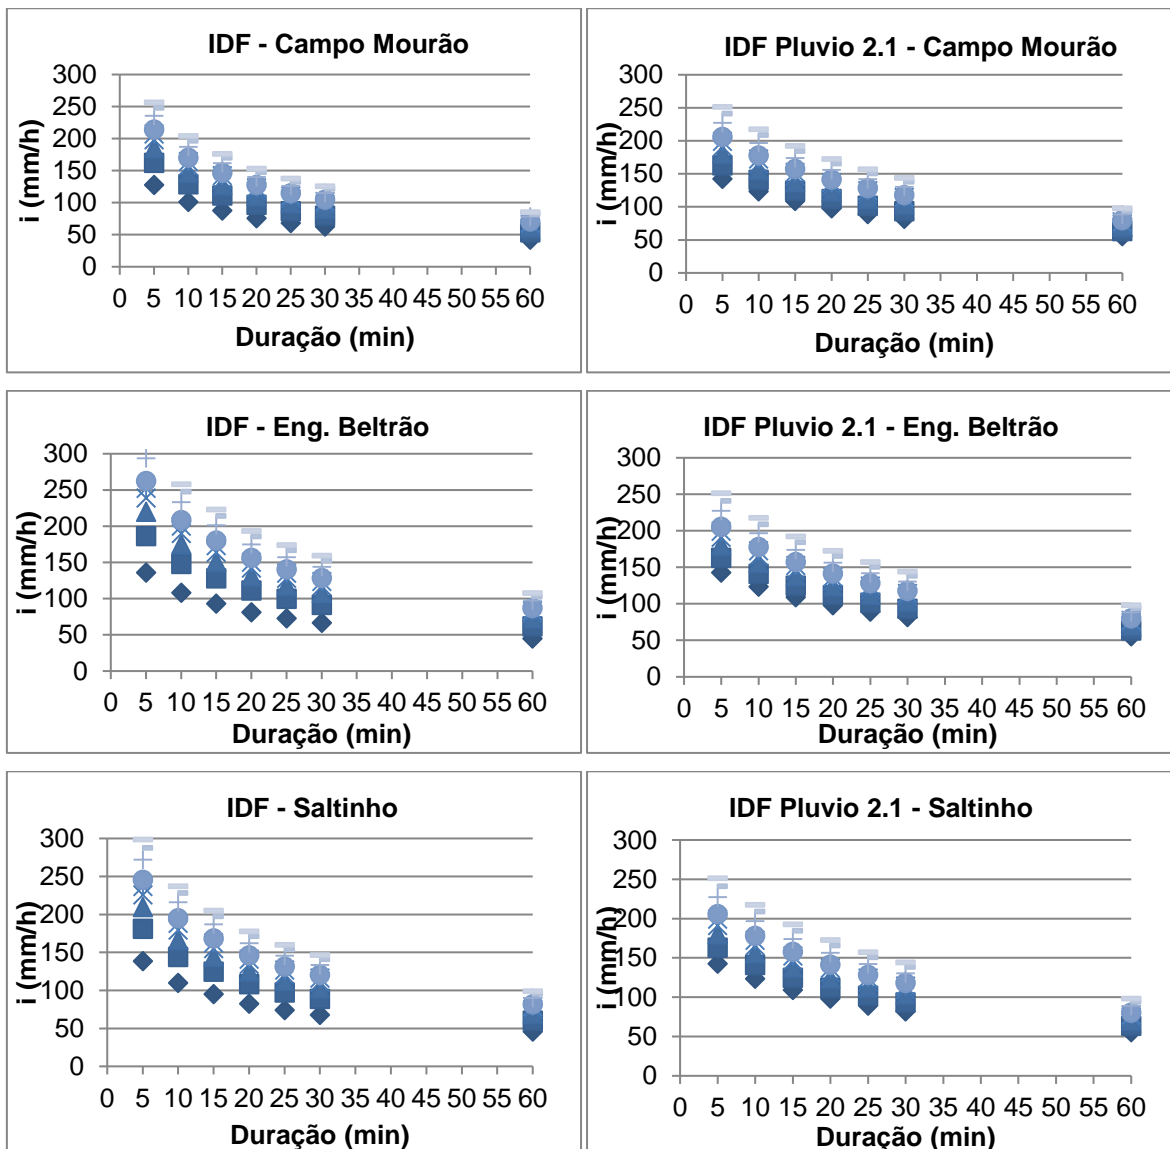 IDF - Campo Mourão
300
250
200
150
100
50
0
i (mm/h)
0 5 10 15 20 25 30 35 40 45 50 55 60
Duração (min)
IDF Pluvio 2.1 - Campo Mourão
300
250
200
150
100
50
0
i (mm/h)
0 5 10 15 20 25 30 35 40 45 50 55 60
Duração (min)
IDF - Eng. Beltrão
300
250
200
150
100
50
0
i (mm/h)
0 5 10 15 20 25 30 35 40 45 50 55 60
Duração (min)
IDF Pluvio 2.1 - Eng. Beltrão
300
250
200
150
100
50
0
i (mm/h)
0 5 10 15 20 25 30 35 40 45 50 55 60
Duração (min)
IDF - Saltinho
300
250
200
150
100
50
0
i (mm/h)
0 5 10 15 20 25 30 35 40 45 50 55 60
Duração (min)
IDF Pluvio 2.1 - Saltinho
300
250
200
150
100
50
0
i (mm/h)
0 5 10 15 20 25 30 35 40 45 50 55 60
Duração (min)